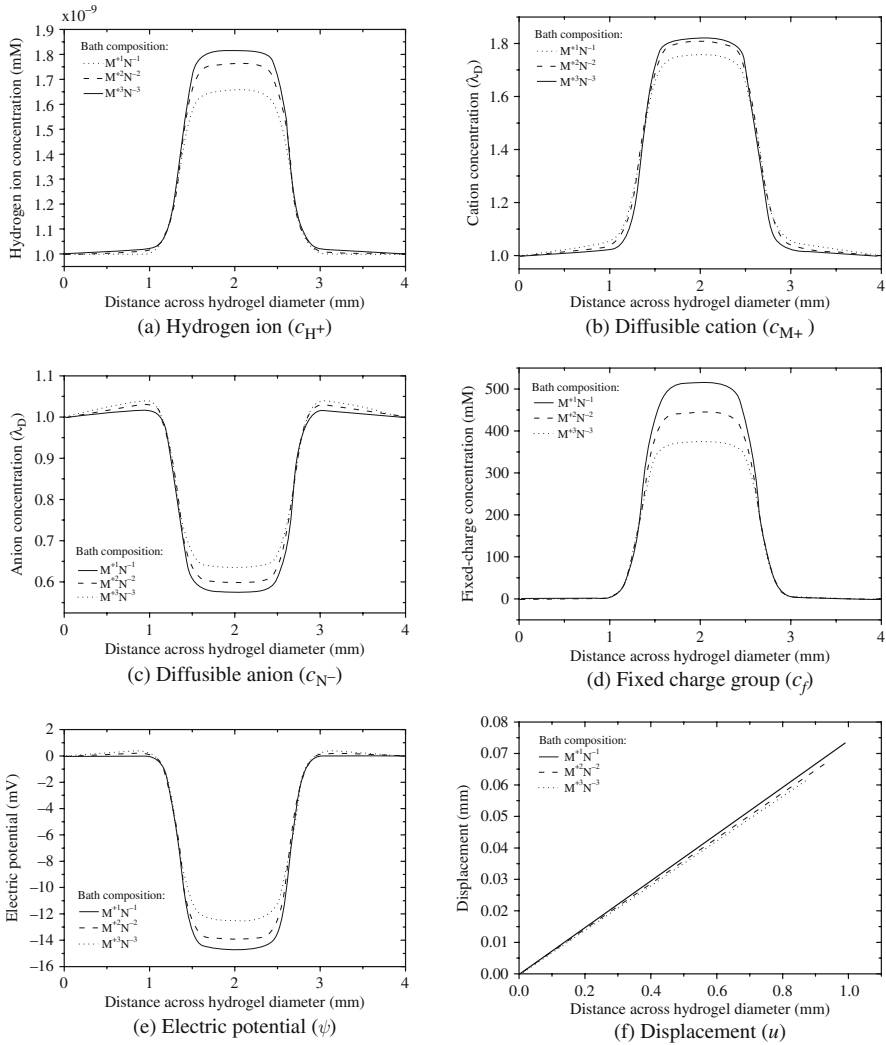 ×10⁻⁹
1.9
1.8
1.7
1.6
1.5
1.4
1.3
1.2
1.1
1.0
Hydrogen ion concentration (mM)
Bath composition:
M⁺¹N⁻¹
M⁺²N⁻²
M⁺³N⁻³
0 1 2 3 4
Distance across hydrogel diameter (mm)
(a) Hydrogen ion (c_H⁺)
1.8
1.6
1.4
1.2
1.0
Cation concentration (λ_D)
Bath composition:
M⁺¹N⁻¹
M⁺²N⁻²
M⁺³N⁻³
0 1 2 3 4
Distance across hydrogel diameter (mm)
(b) Diffusible cation (c_M+ )
1.1
1.0
0.9
0.8
0.7
0.6
Anion concentration (λ_D)
Bath composition:
M⁺¹N⁻¹
M⁺²N⁻²
M⁺³N⁻³
0 1 2 3 4
Distance across hydrogel diameter (mm)
(c) Diffusible anion (c_N⁻)
500
400
300
200
100
0
Fixed-charge concentration (mM)
Bath composition:
M⁺¹N⁻¹
M⁺²N⁻²
M⁺³N⁻³
0 1 2 3 4
Distance across hydrogel diameter (mm)
(d) Fixed charge group (c_f)
2
0
−2
−4
−6
−8
−10
−12
−14
−16
Electric potential (mV)
Bath composition:
M⁺¹N⁻¹
M⁺²N⁻²
M⁺³N⁻³
0 1 2 3 4
Distance across hydrogel diameter (mm)
(e) Electric potential (ψ)
0.08
0.07
0.06
0.05
0.04
0.03
0.02
0.01
0.00
Displacement (mm)
Bath composition:
M⁺¹N⁻¹
M⁺²N⁻²
M⁺³N⁻³
0.0 0.2 0.4 0.6 0.8 1.0
Distance across hydrogel diameter (mm)
(f) Displacement (u)